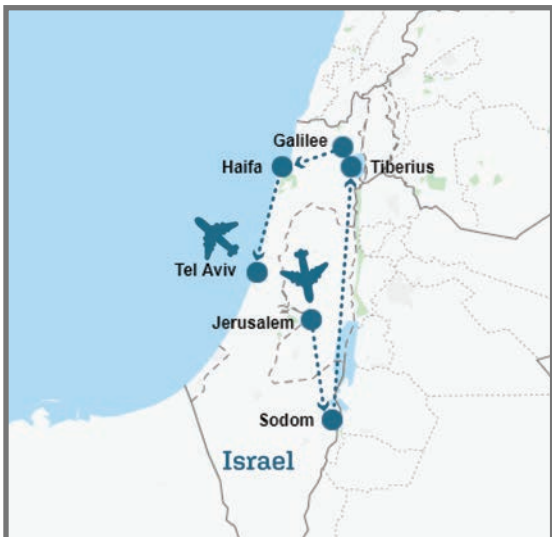 Galilee
Haifa
Tiberius
Tel Aviv
Jerusalem
Sodom
Israel